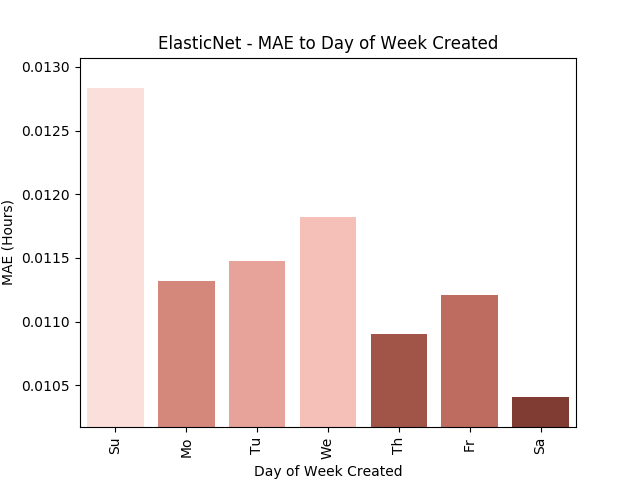 ElasticNet - MAE to Day of Week Created
MAE (Hours)
0.0130
0.0125
0.0120
0.0115
0.0110
0.0105
Su
Mo
Tu
We
Th
Fr
Sa
Day of Week Created